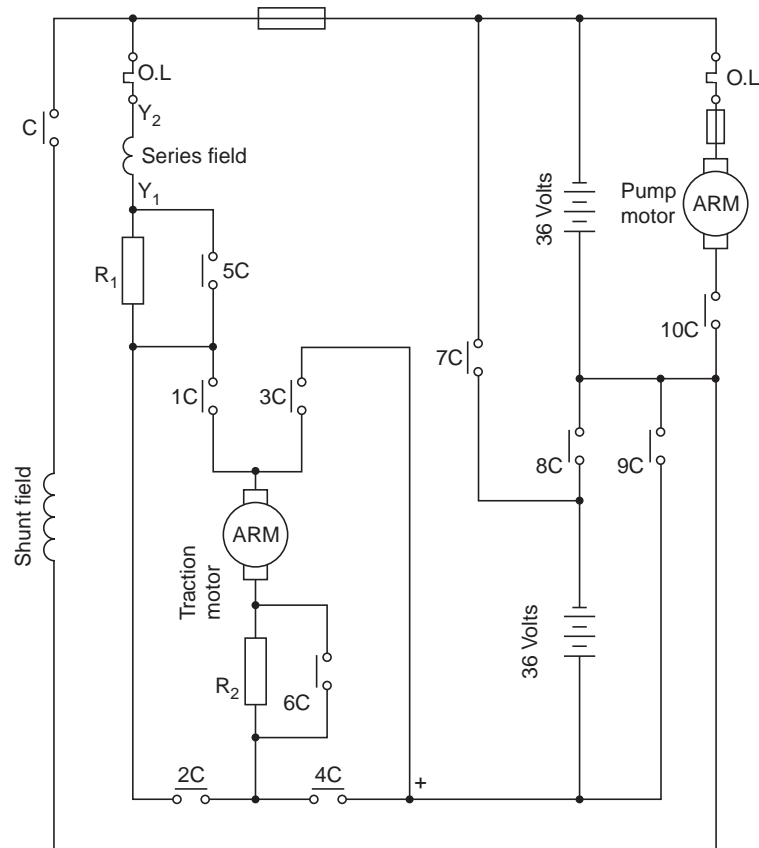 O.L
O.L
C
Y2
Series field
Y1
36 Volts
Pump
motor
ARM
R1
5C
10C
7C
1C
3C
8C
9C
Shunt field
ARM
Traction
motor
36 Volts
R2
6C
2C
4C
+